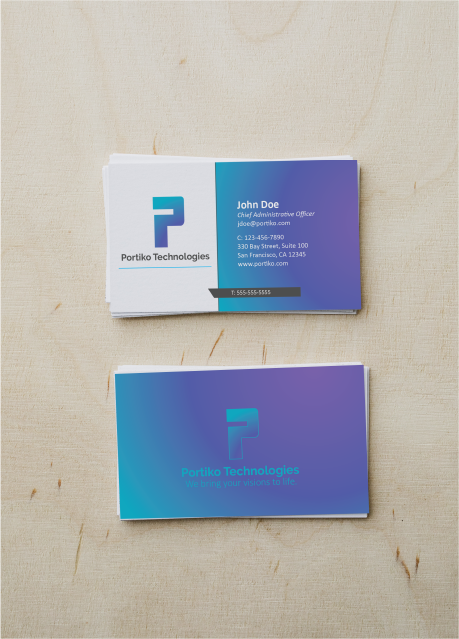 P
Portiko Technologies
John Doe
Chief Administrative Officer
jdoe@portiko.com
C: 123-456-7890
330 Bay Street, Suite 100
San Francisco, CA 12345
www.portiko.com
T: 555-555-5555
P
Portiko Technologies
We bring your visions to life